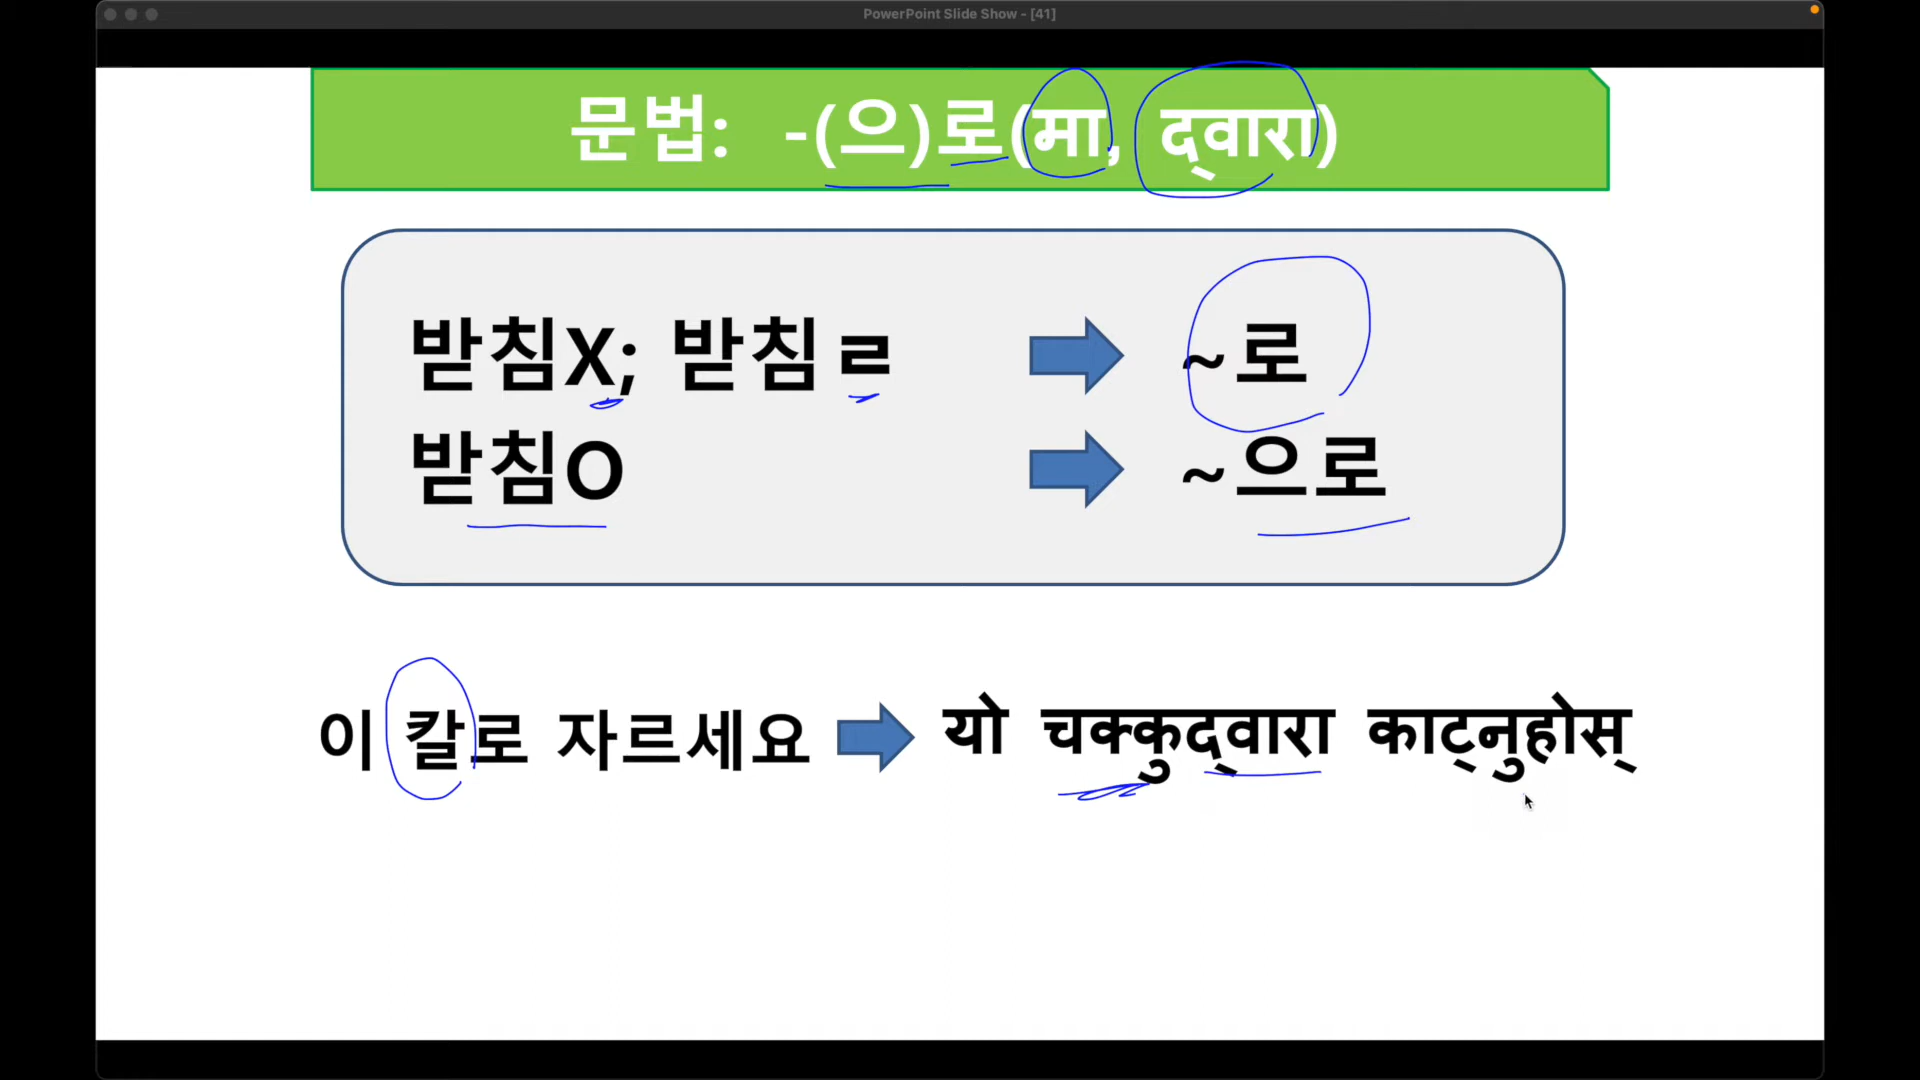 PowerPoint Slide Show - [41]
문법: -(으)로(मा, द्वारा)
받침X; 받침ㄹ ~로
받침O ~으로
이 칼로 자르세요 यो चक्कुद्वारा काट्नुहोस्